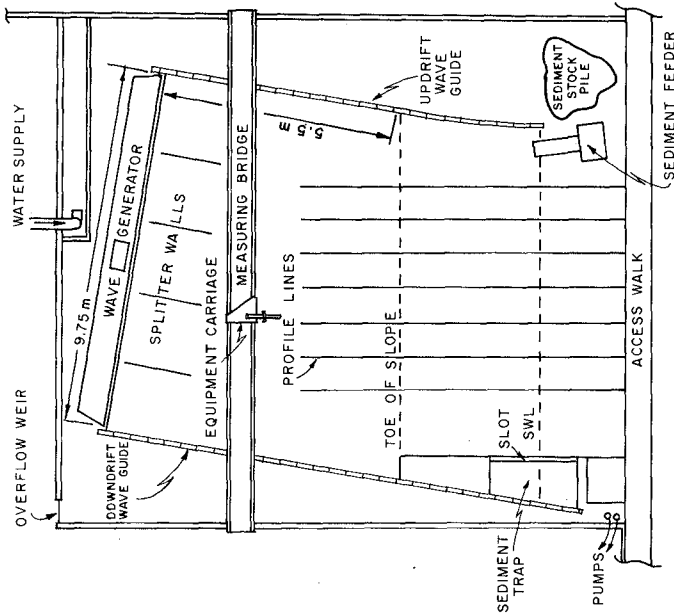 WATER SUPPLY
OVERFLOW WEIR
9.75 m
WAVE GENERATOR
SPLITTER WALLS
EQUIPMENT CARRIAGE
MEASURING BRIDGE
5.5 m
UPDRIFT
WAVE
GUIDE
SEDIMENT
STOCK
PILE
SEDIMENT FEEDER
DOWNDRIFT
WAVE GUIDE
PROFILE LINES
TOE OF SLOPE
SLOT
SWL
ACCESS WALK
SEDIMENT
TRAP
PUMPS